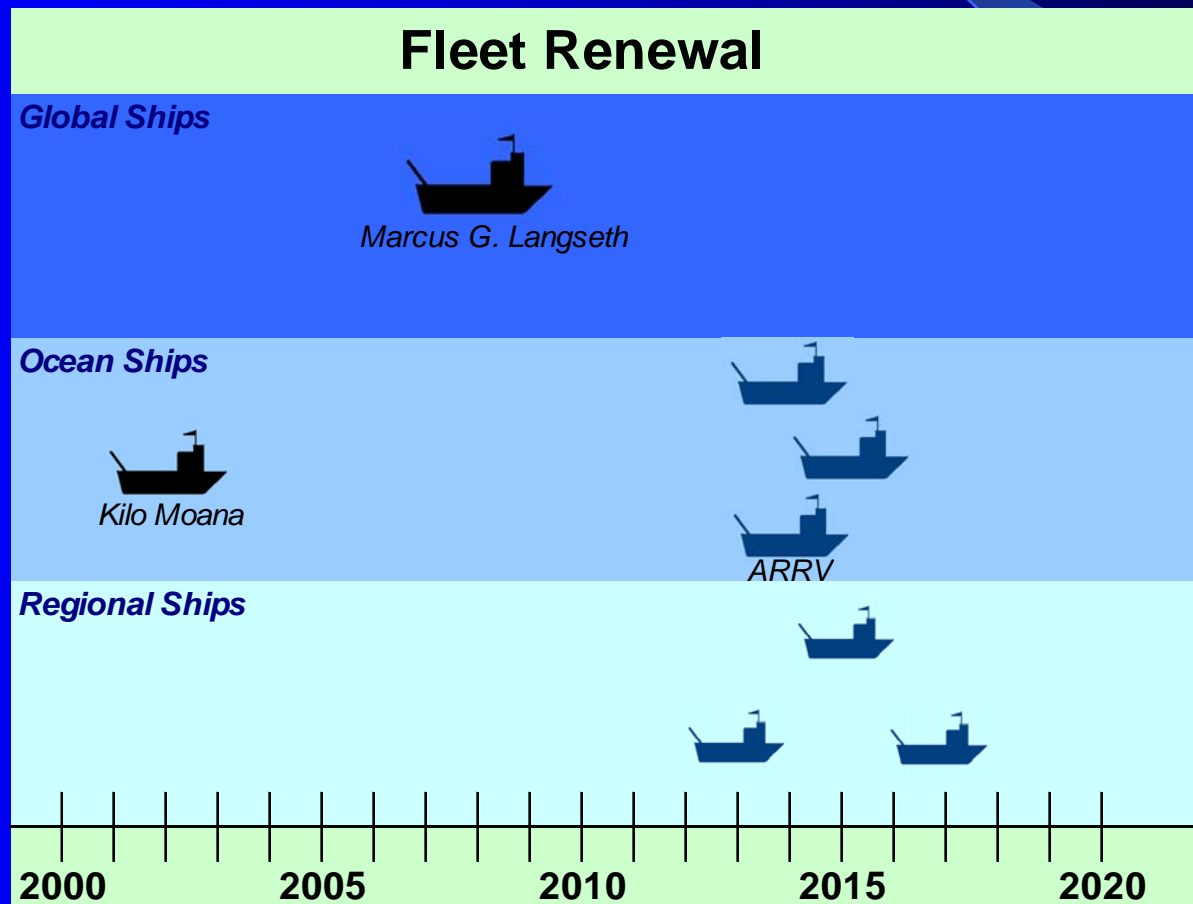 Fleet Renewal
Global Ships
Marcus G. Langseth
Ocean Ships
Kilo Moana
ARRV
Regional Ships
2000 2005 2010 2015 2020